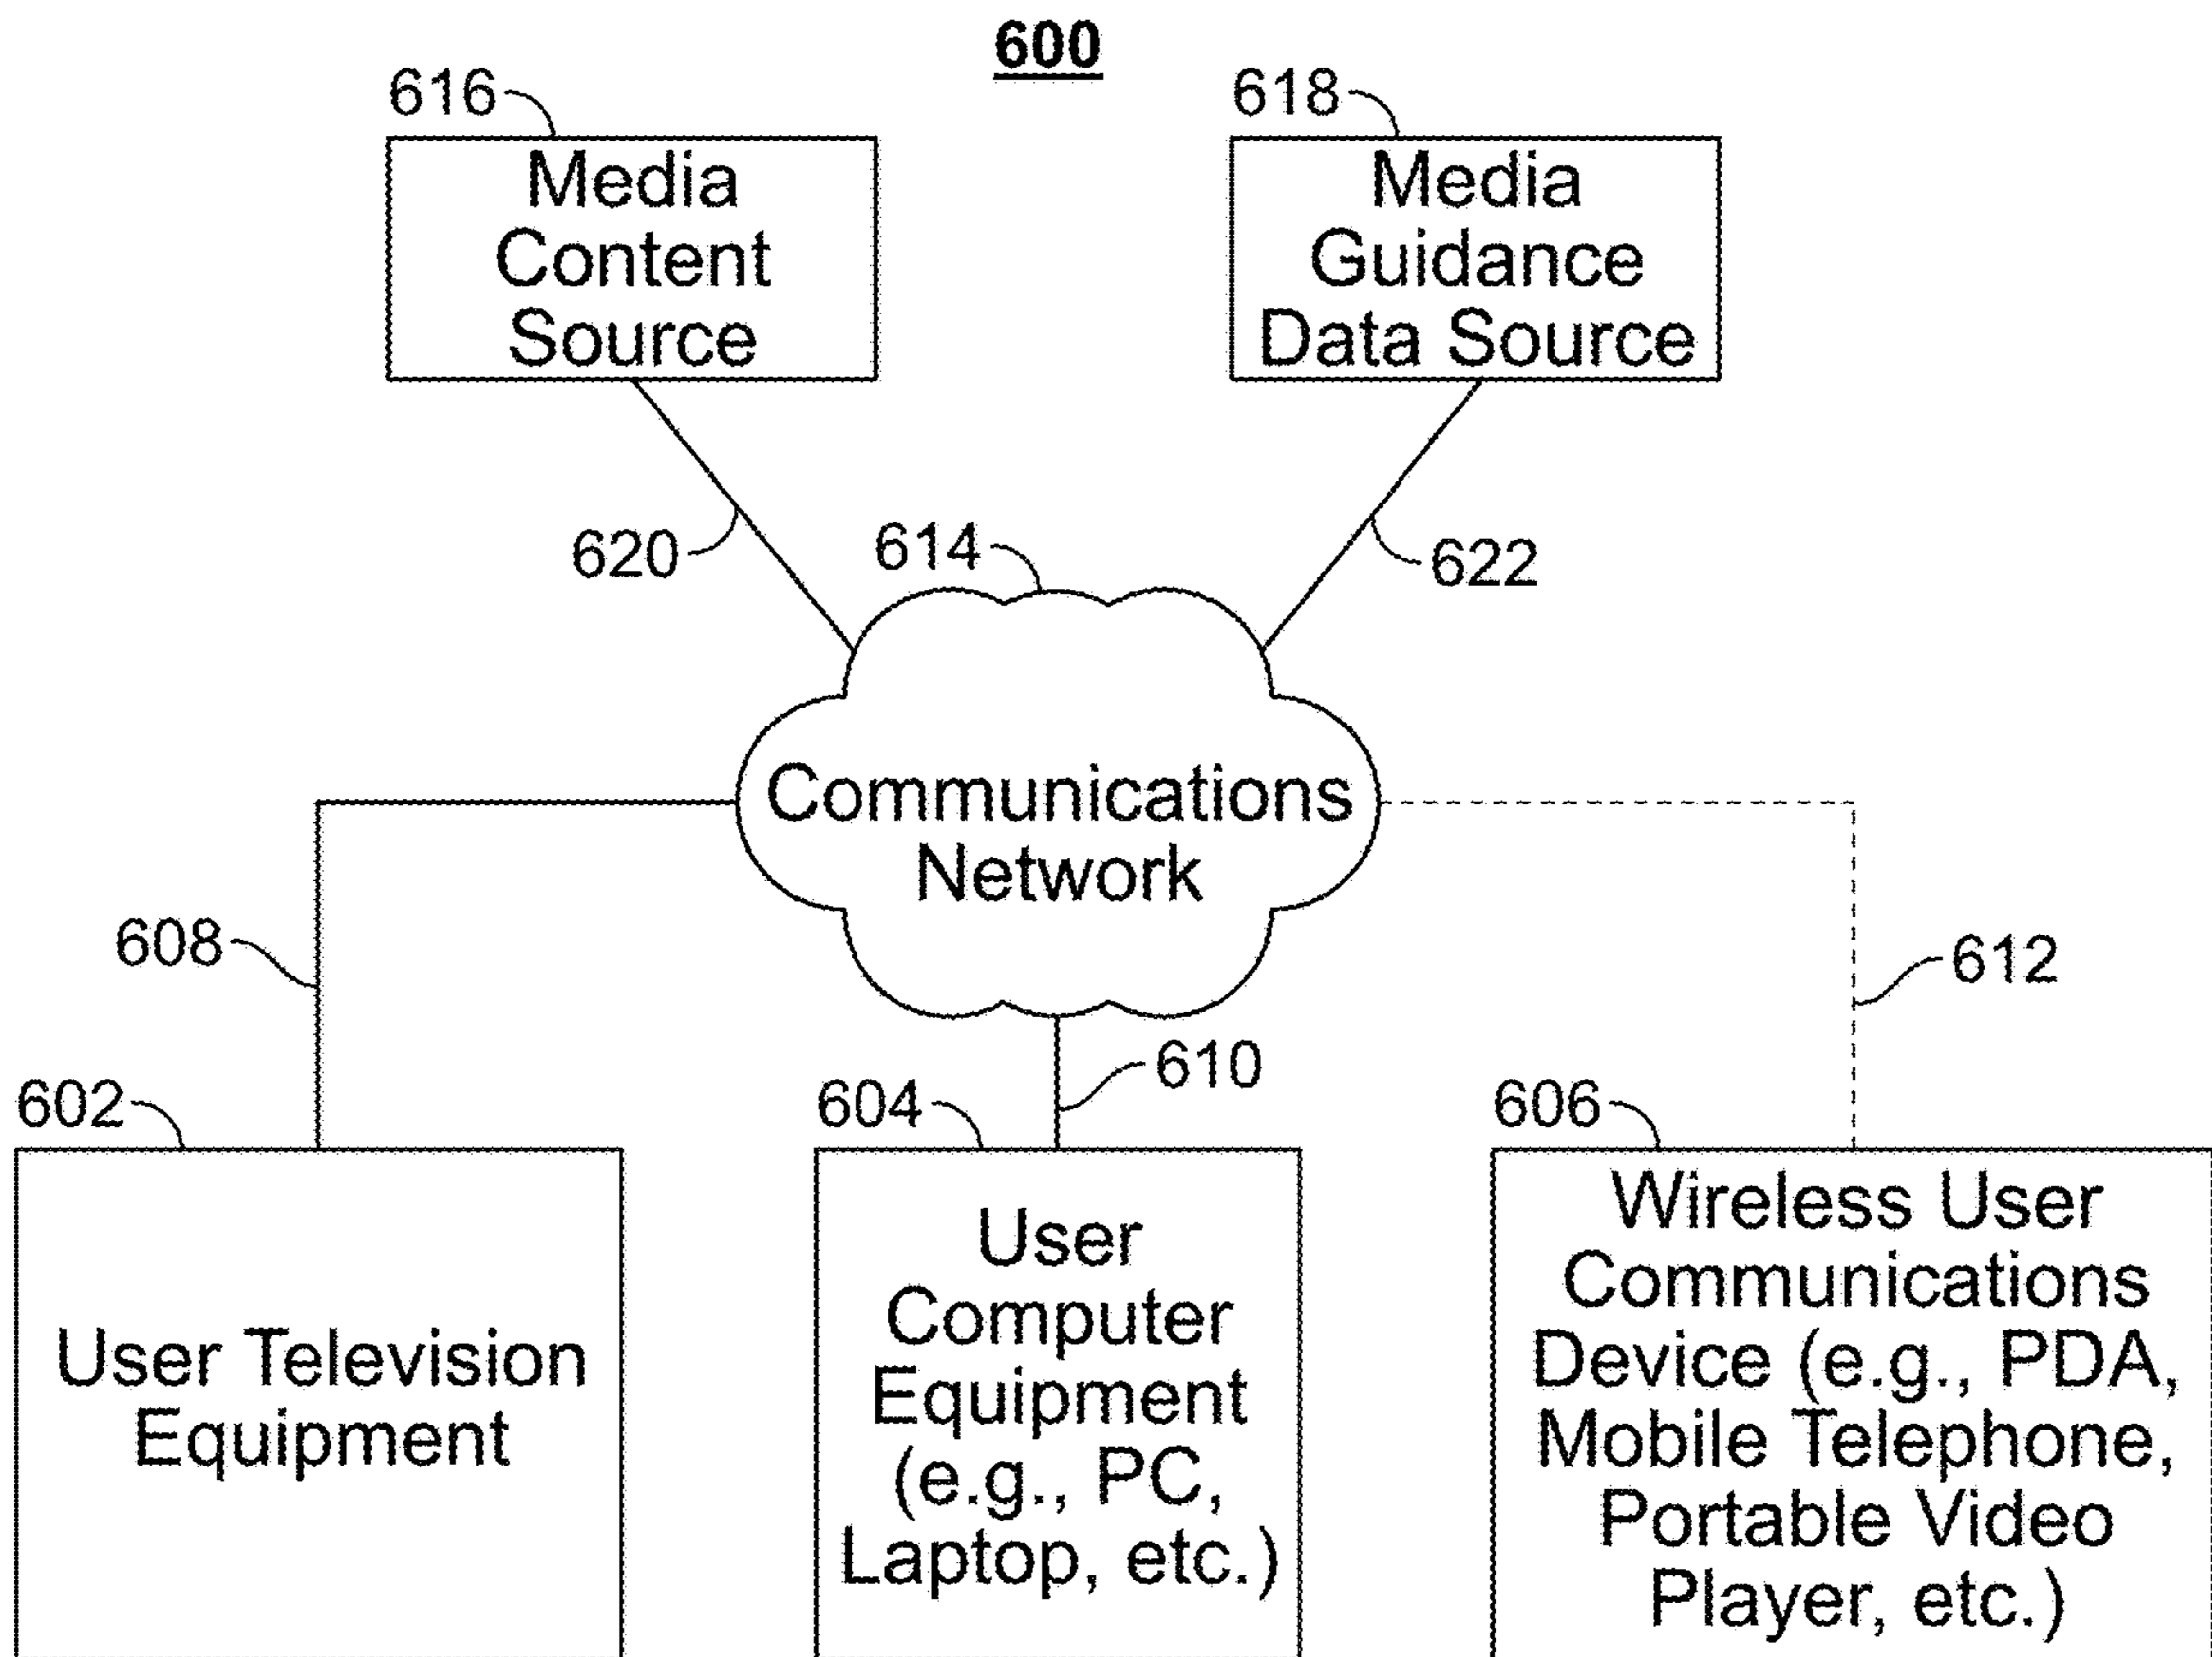 600
616
618
Media
Content
Source
Media
Guidance
Data Source
620
614
622
Communications
Network
608
612
610
602
604
606
User Television
Equipment
User
Computer
Equipment
(e.g., PC,
Laptop, etc.)
Wireless User
Communications
Device (e.g., PDA,
Mobile Telephone,
Portable Video
Player, etc.)